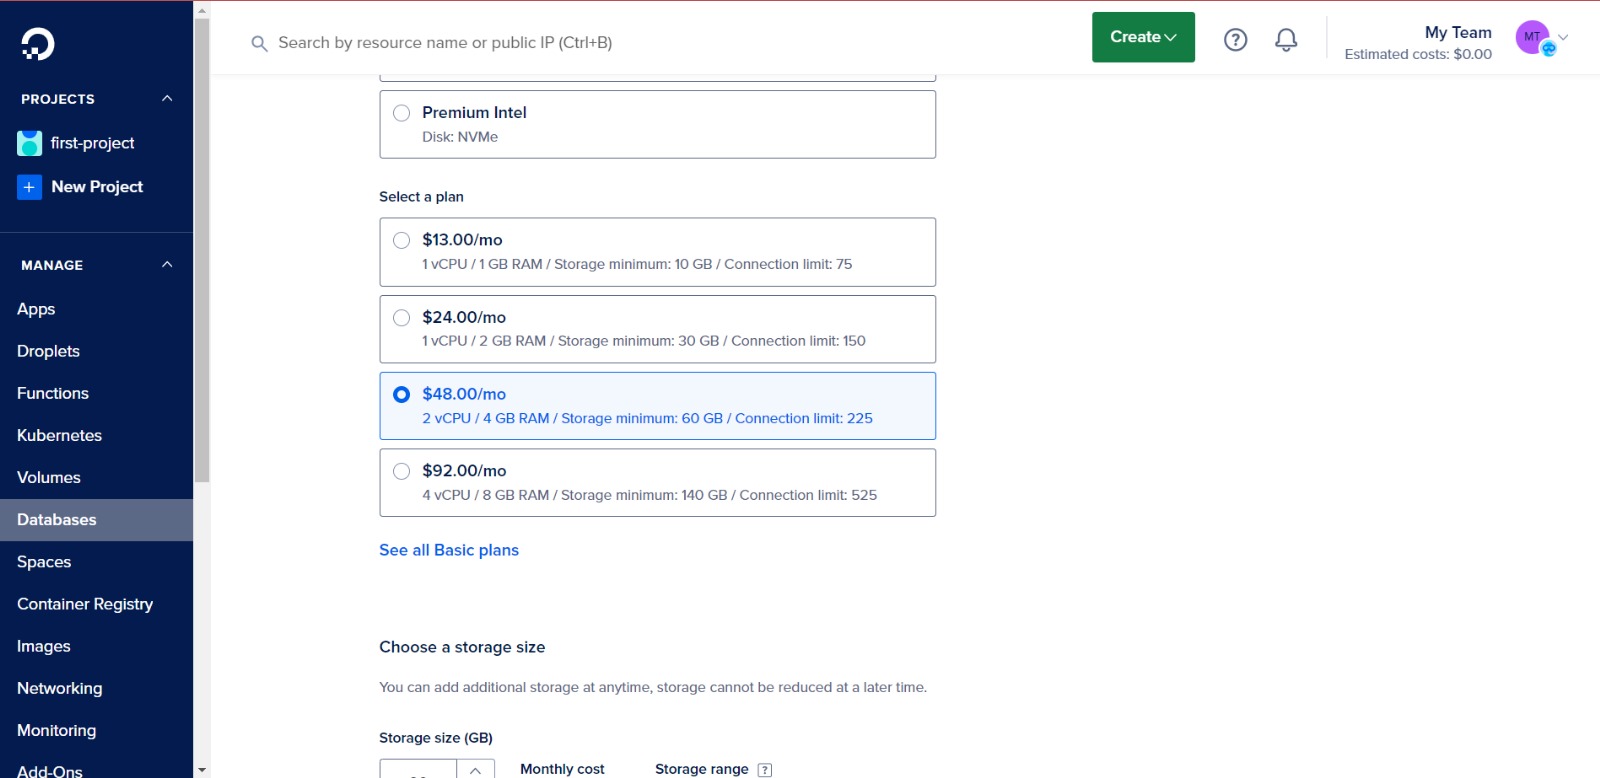 Search by resource name or public IP (Ctrl+B)
Create
My Team
Estimated costs: $0.00
MT
PROJECTS
first-project
New Project
MANAGE
Apps
Droplets
Functions
Kubernetes
Volumes
Databases
Spaces
Container Registry
Images
Networking
Monitoring
Add-Ons
Premium Intel
Disk: NVMe
Select a plan
$13.00/mo
1 vCPU / 1 GB RAM / Storage minimum: 10 GB / Connection limit: 75
$24.00/mo
1 vCPU / 2 GB RAM / Storage minimum: 30 GB / Connection limit: 150
$48.00/mo
2 vCPU / 4 GB RAM / Storage minimum: 60 GB / Connection limit: 225
$92.00/mo
4 vCPU / 8 GB RAM / Storage minimum: 140 GB / Connection limit: 525
See all Basic plans
Choose a storage size
You can add additional storage at anytime, storage cannot be reduced at a later time.
Storage size (GB)
Monthly cost
Storage range ?